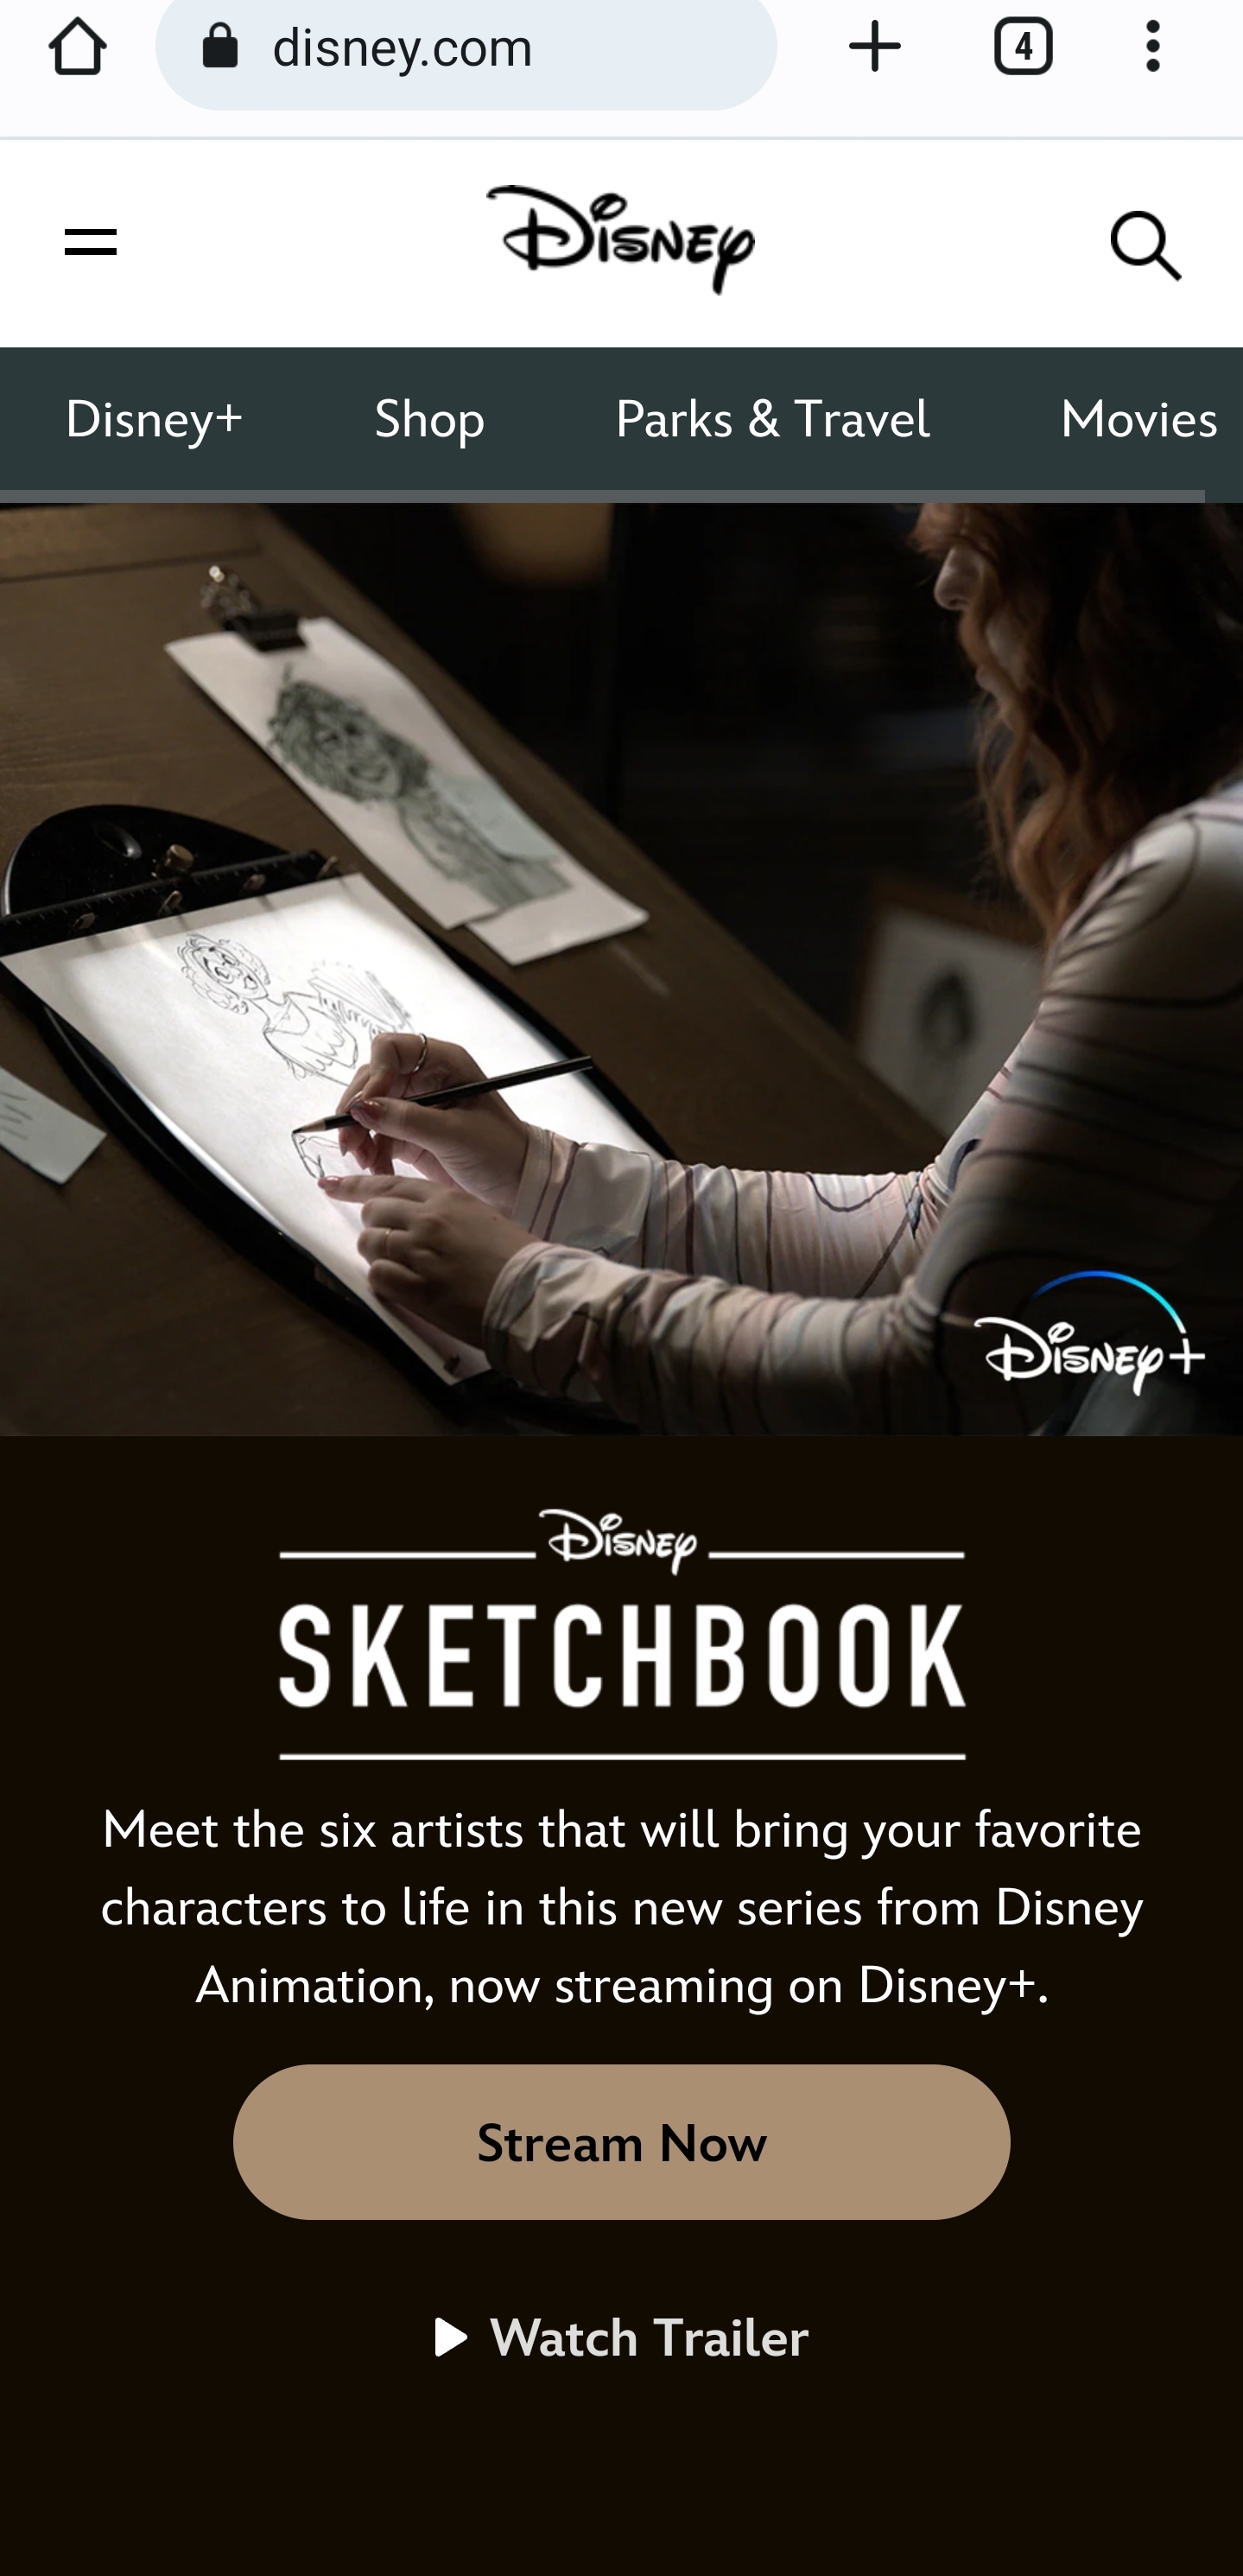 disney.com
4
Disney
Disney+
Shop
Parks & Travel
Movies
Disney+
Disney
SKETCHBOOK
Meet the six artists that will bring your favorite
characters to life in this new series from Disney
Animation, now streaming on Disney+.
Stream Now
Watch Trailer